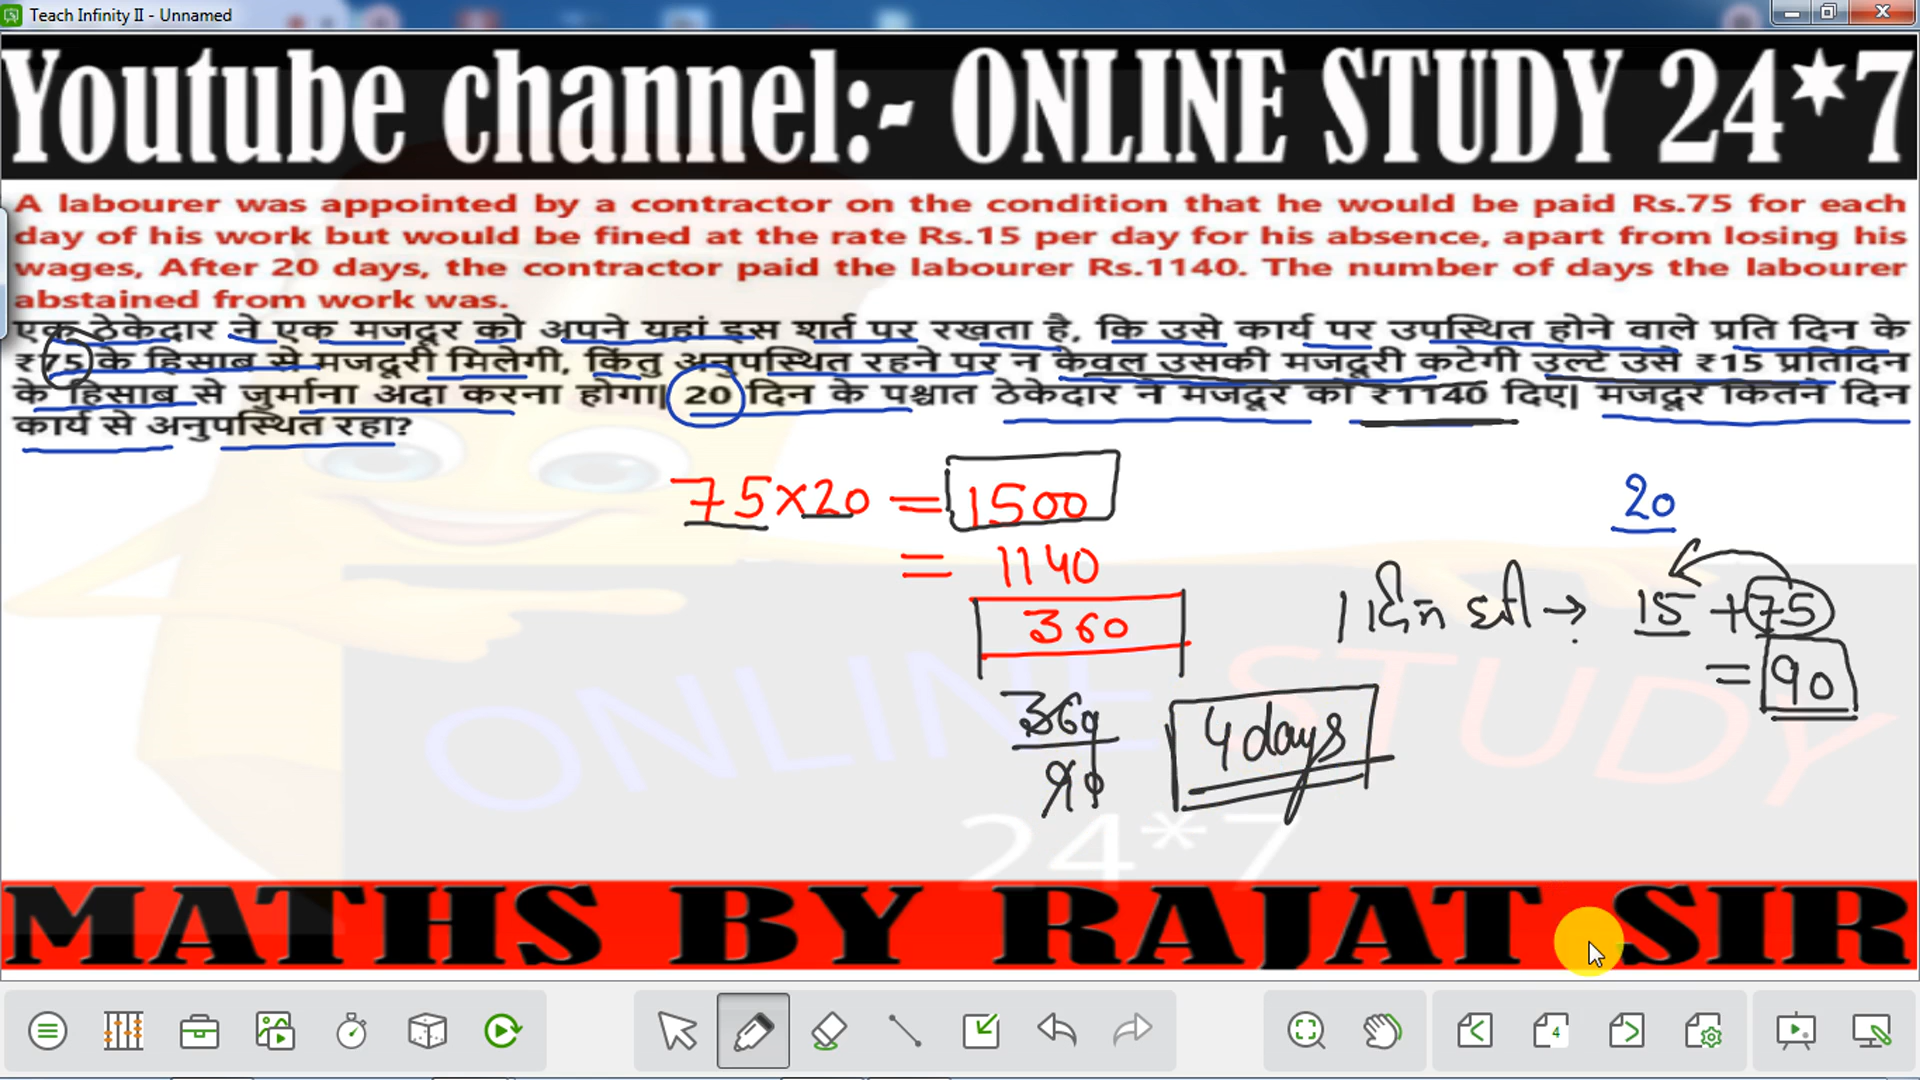 Teach Infinity II - Unnamed
Youtube channel:- ONLINE STUDY 24*7
A labourer was appointed by a contractor on the condition that he would be paid Rs.75 for each
day of his work but would be fined at the rate Rs.15 per day for his absence, apart from losing his
wages, After 20 days, the contractor paid the labourer Rs.1140. The number of days the labourer
abstained from work was.
एक ठेकेदार ने एक मजदूर को अपने यहां इस शर्त पर रखता है, कि उसे कार्य पर उपस्थित होने वाले प्रति दिन के
₹75 के हिसाब से मजदूरी मिलेगी, किंतु अनुपस्थित रहने पर न केवल उसकी मजदूरी कटेगी उल्टे उसे ₹15 प्रतिदिन
के हिसाब से जुर्माना अदा करना होगा| 20 दिन के पश्चात ठेकेदार ने मजदूर को ₹1140 दिए| मजदूर कितने दिन
कार्य से अनुपस्थित रहा?
75×20 = 1500
= 1140
360
360
90
4 days
20
1 दिन → 15 + 75
= 90
ONLINE STUDY
24*7
MATHS BY RAJAT SIR
4